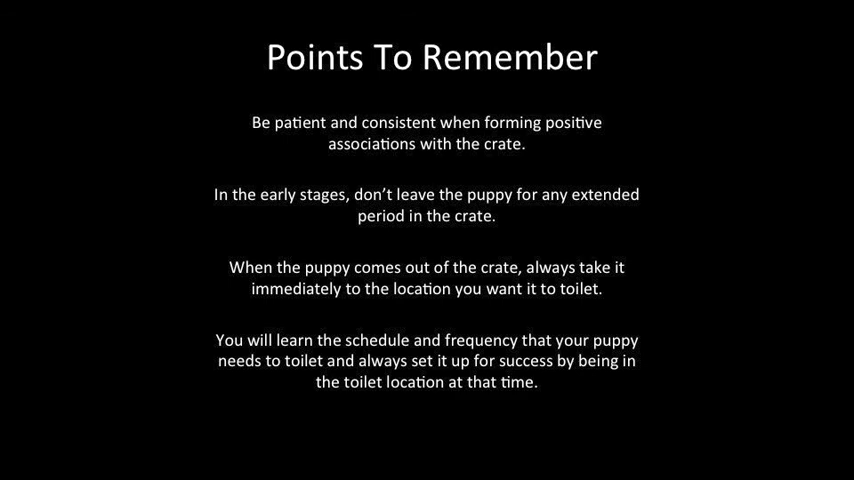 Points To Remember
Be patient and consistent when forming positive
associations with the crate.
In the early stages, don’t leave the puppy for any extended
period in the crate.
When the puppy comes out of the crate, always take it
immediately to the location you want it to toilet.
You will learn the schedule and frequency that your puppy
needs to toilet and always set it up for success by being in
the toilet location at that time.